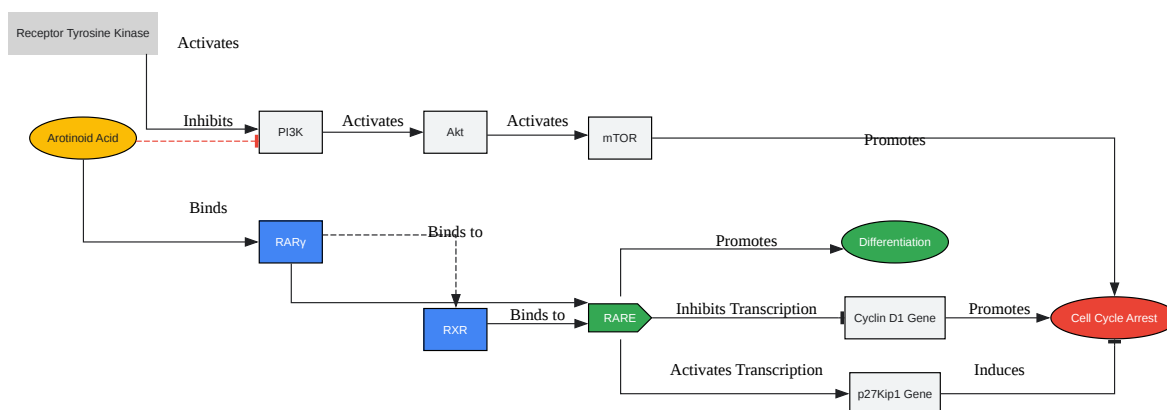 Receptor Tyrosine Kinase
Activates
Arotinoid Acid
Inhibits
PI3K
Activates
Akt
Activates
mTOR
Promotes
Binds
RARγ
Binds to
Promotes
Differentiation
RXR
Binds to
RARE
Inhibits Transcription
Cyclin D1 Gene
Promotes
Cell Cycle Arrest
Activates Transcription
p27Kip1 Gene
Induces